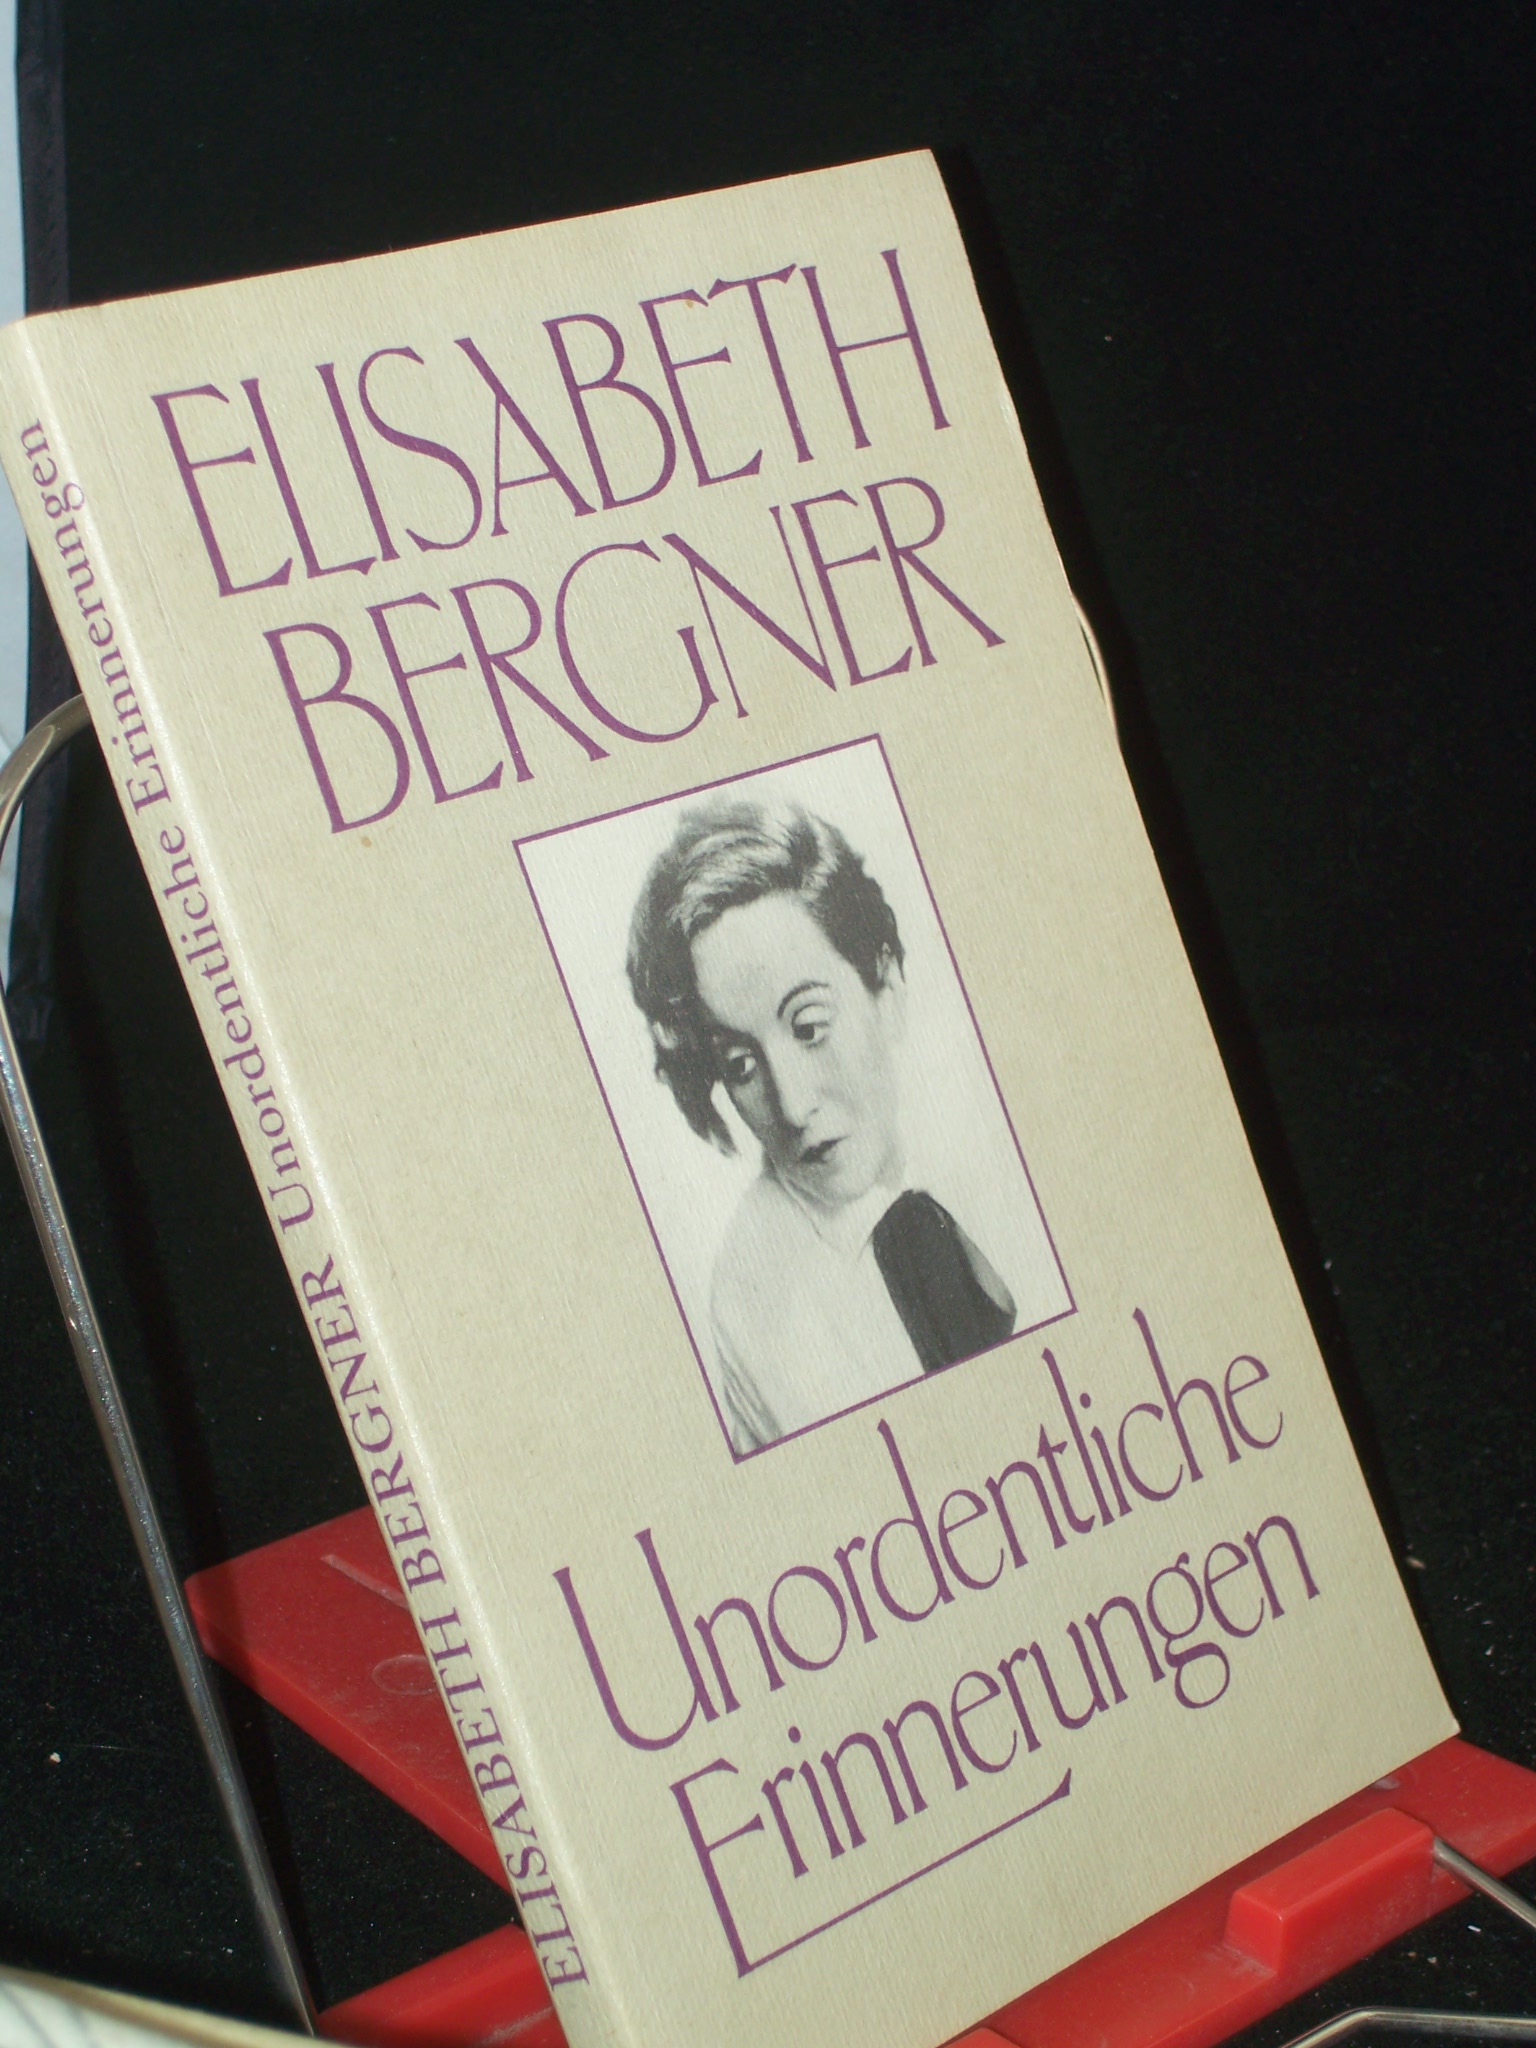 ELISABETH
BERGNER
Unordentliche
Erinnerungen
ELISABETH BERGNER Unordentliche Erinnerungen